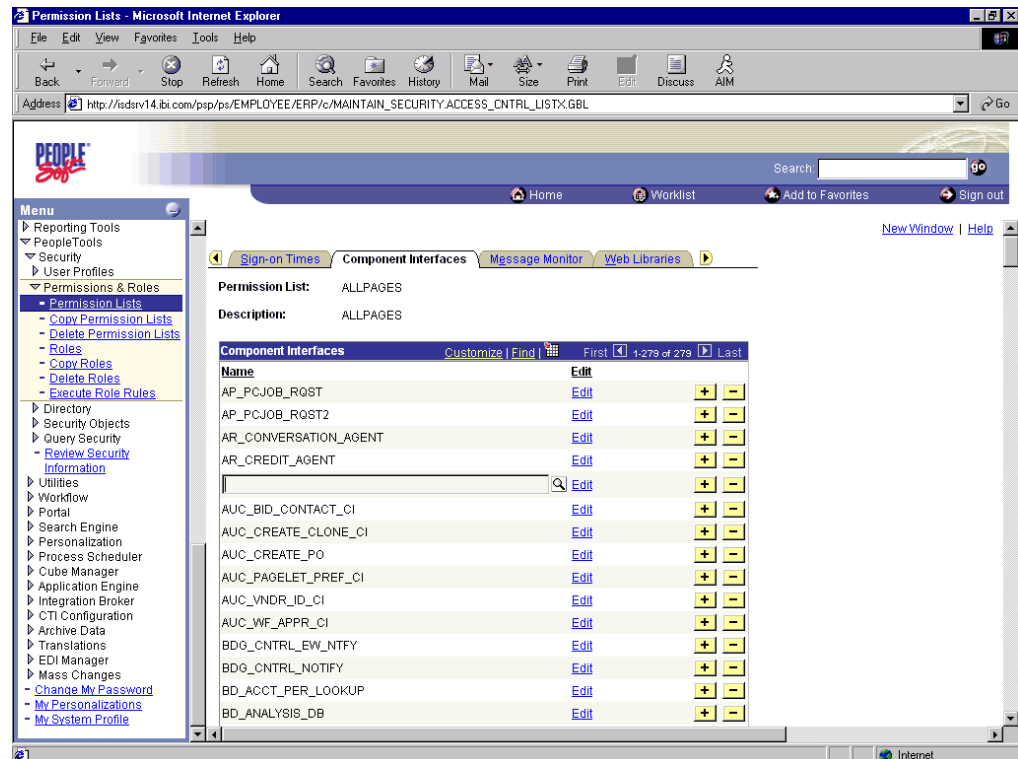 Permission Lists - Microsoft Internet Explorer
File Edit View Favorites Tools Help
Back Forward Stop Refresh Home Search Favorites History Mail Size Print Edit Discuss AIM
Address http://isdsrv14.ibi.com/psp/ps/EMPLOYEE/ERP/c/MAINTAIN_SECURITY.ACCESS_CNTRL_LISTX.GBL Go
PEOPLE
Soft
Search: go
Home Worklist Add to Favorites Sign out
Menu
Reporting Tools
PeopleTools
Security
User Profiles
Permissions & Roles
- Permission Lists
- Copy Permission Lists
- Delete Permission Lists
- Roles
- Copy Roles
- Delete Roles
- Execute Role Rules
Directory
Security Objects
Query Security
- Review Security
Information
Utilities
Workflow
Portal
Search Engine
Personalization
Process Scheduler
Cube Manager
Application Engine
Integration Broker
CTI Configuration
Archive Data
Translations
EDI Manager
Mass Changes
- Change My Password
- My Personalizations
- My System Profile
New Window | Help
Sign-on Times Component Interfaces Message Monitor Web Libraries
Permission List: ALLPAGES
Description: ALLPAGES
Component Interfaces Customize | Find | First 1-279 of 279 Last
Name Edit
AP_PCJOB_RQST Edit + -
AP_PCJOB_RQST2 Edit + -
AR_CONVERSATION_AGENT Edit + -
AR_CREDIT_AGENT Edit + -
Edit + -
AUC_BID_CONTACT_CI Edit + -
AUC_CREATE_CLONE_CI Edit + -
AUC_CREATE_PO Edit + -
AUC_PAGELET_PREF_CI Edit + -
AUC_VNDR_ID_CI Edit + -
AUC_WF_APPR_CI Edit + -
BDG_CNTRL_EW_NTFY Edit + -
BDG_CNTRL_NOTIFY Edit + -
BD_ACCT_PER_LOOKUP Edit + -
BD_ANALYSIS_DB Edit + -
Internet